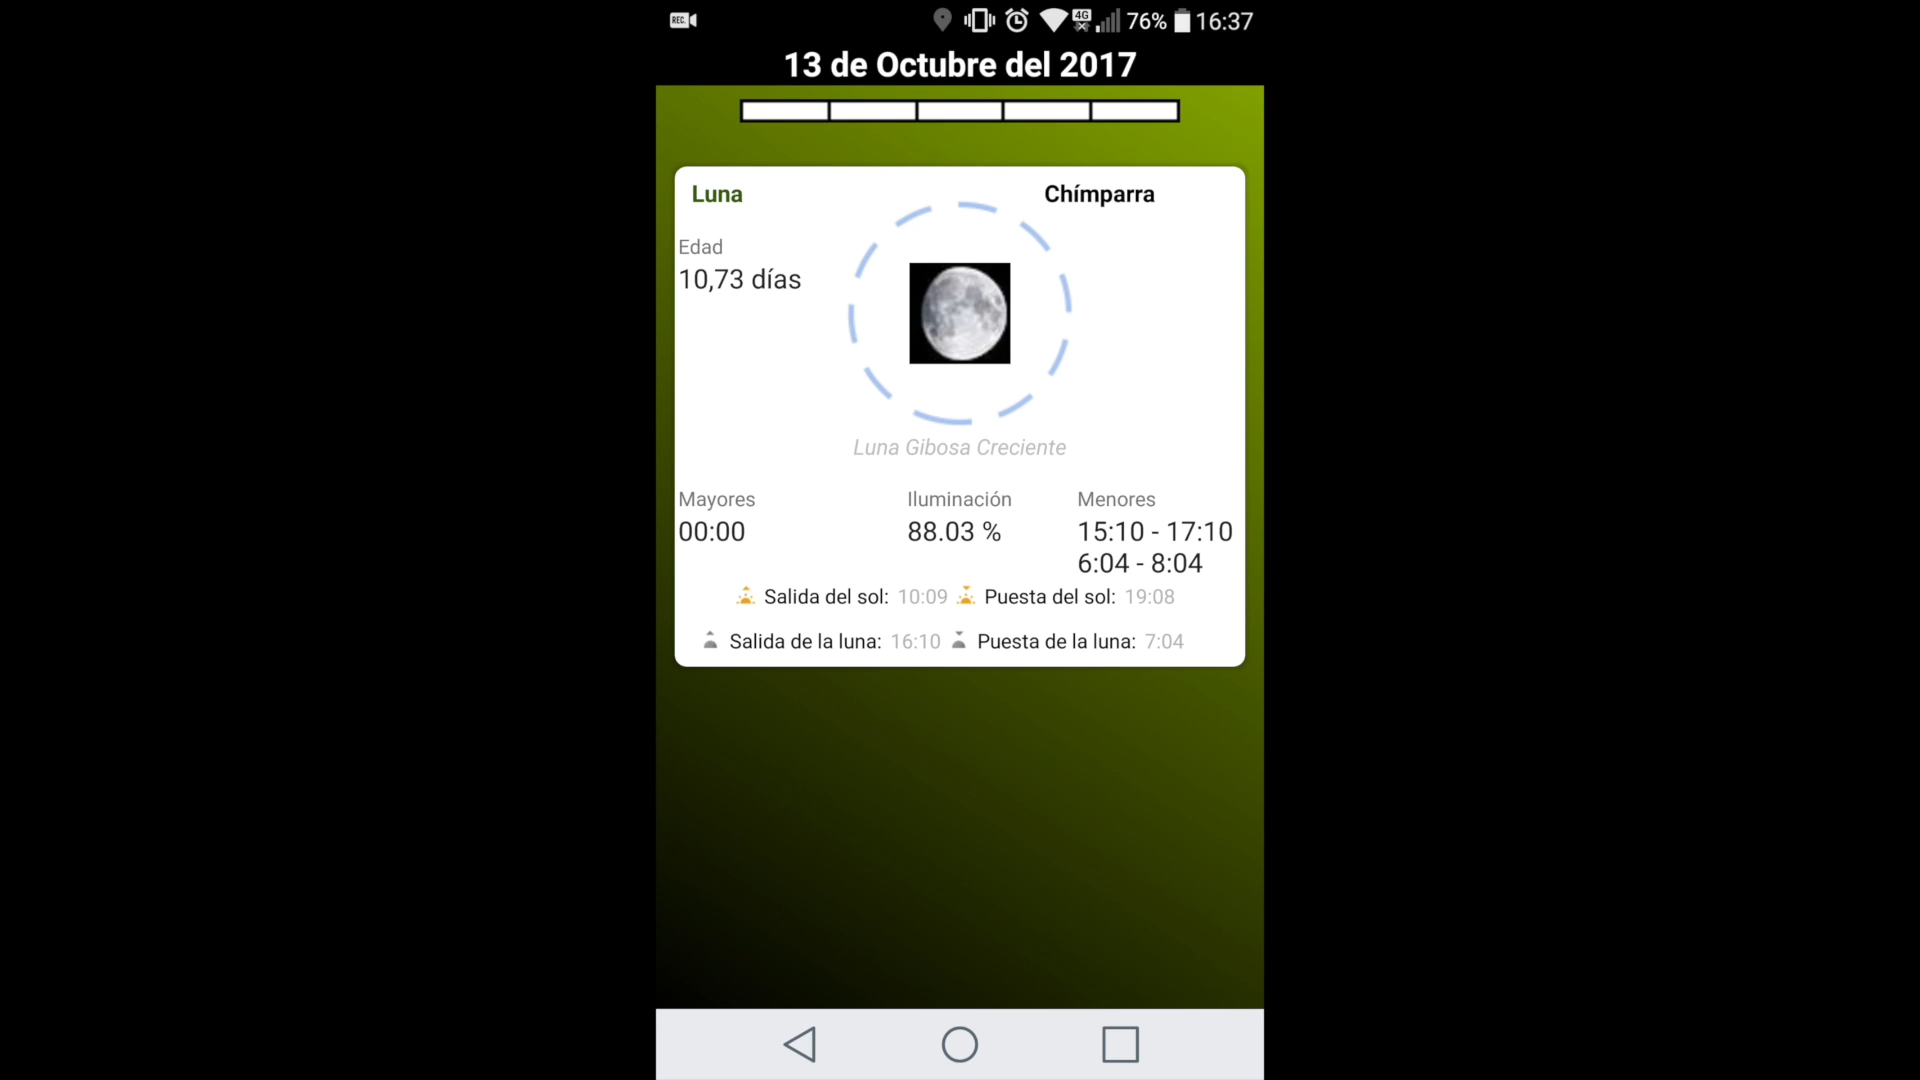 REC
4G
76% 16:37
13 de Octubre del 2017
Luna
Chímparra
Edad
10,73 días
Luna Gibosa Creciente
Mayores
00:00
Iluminación
88.03 %
Menores
15:10 - 17:10
6:04 - 8:04
Salida del sol: 10:09 Puesta del sol: 19:08
Salida de la luna: 16:10 Puesta de la luna: 7:04